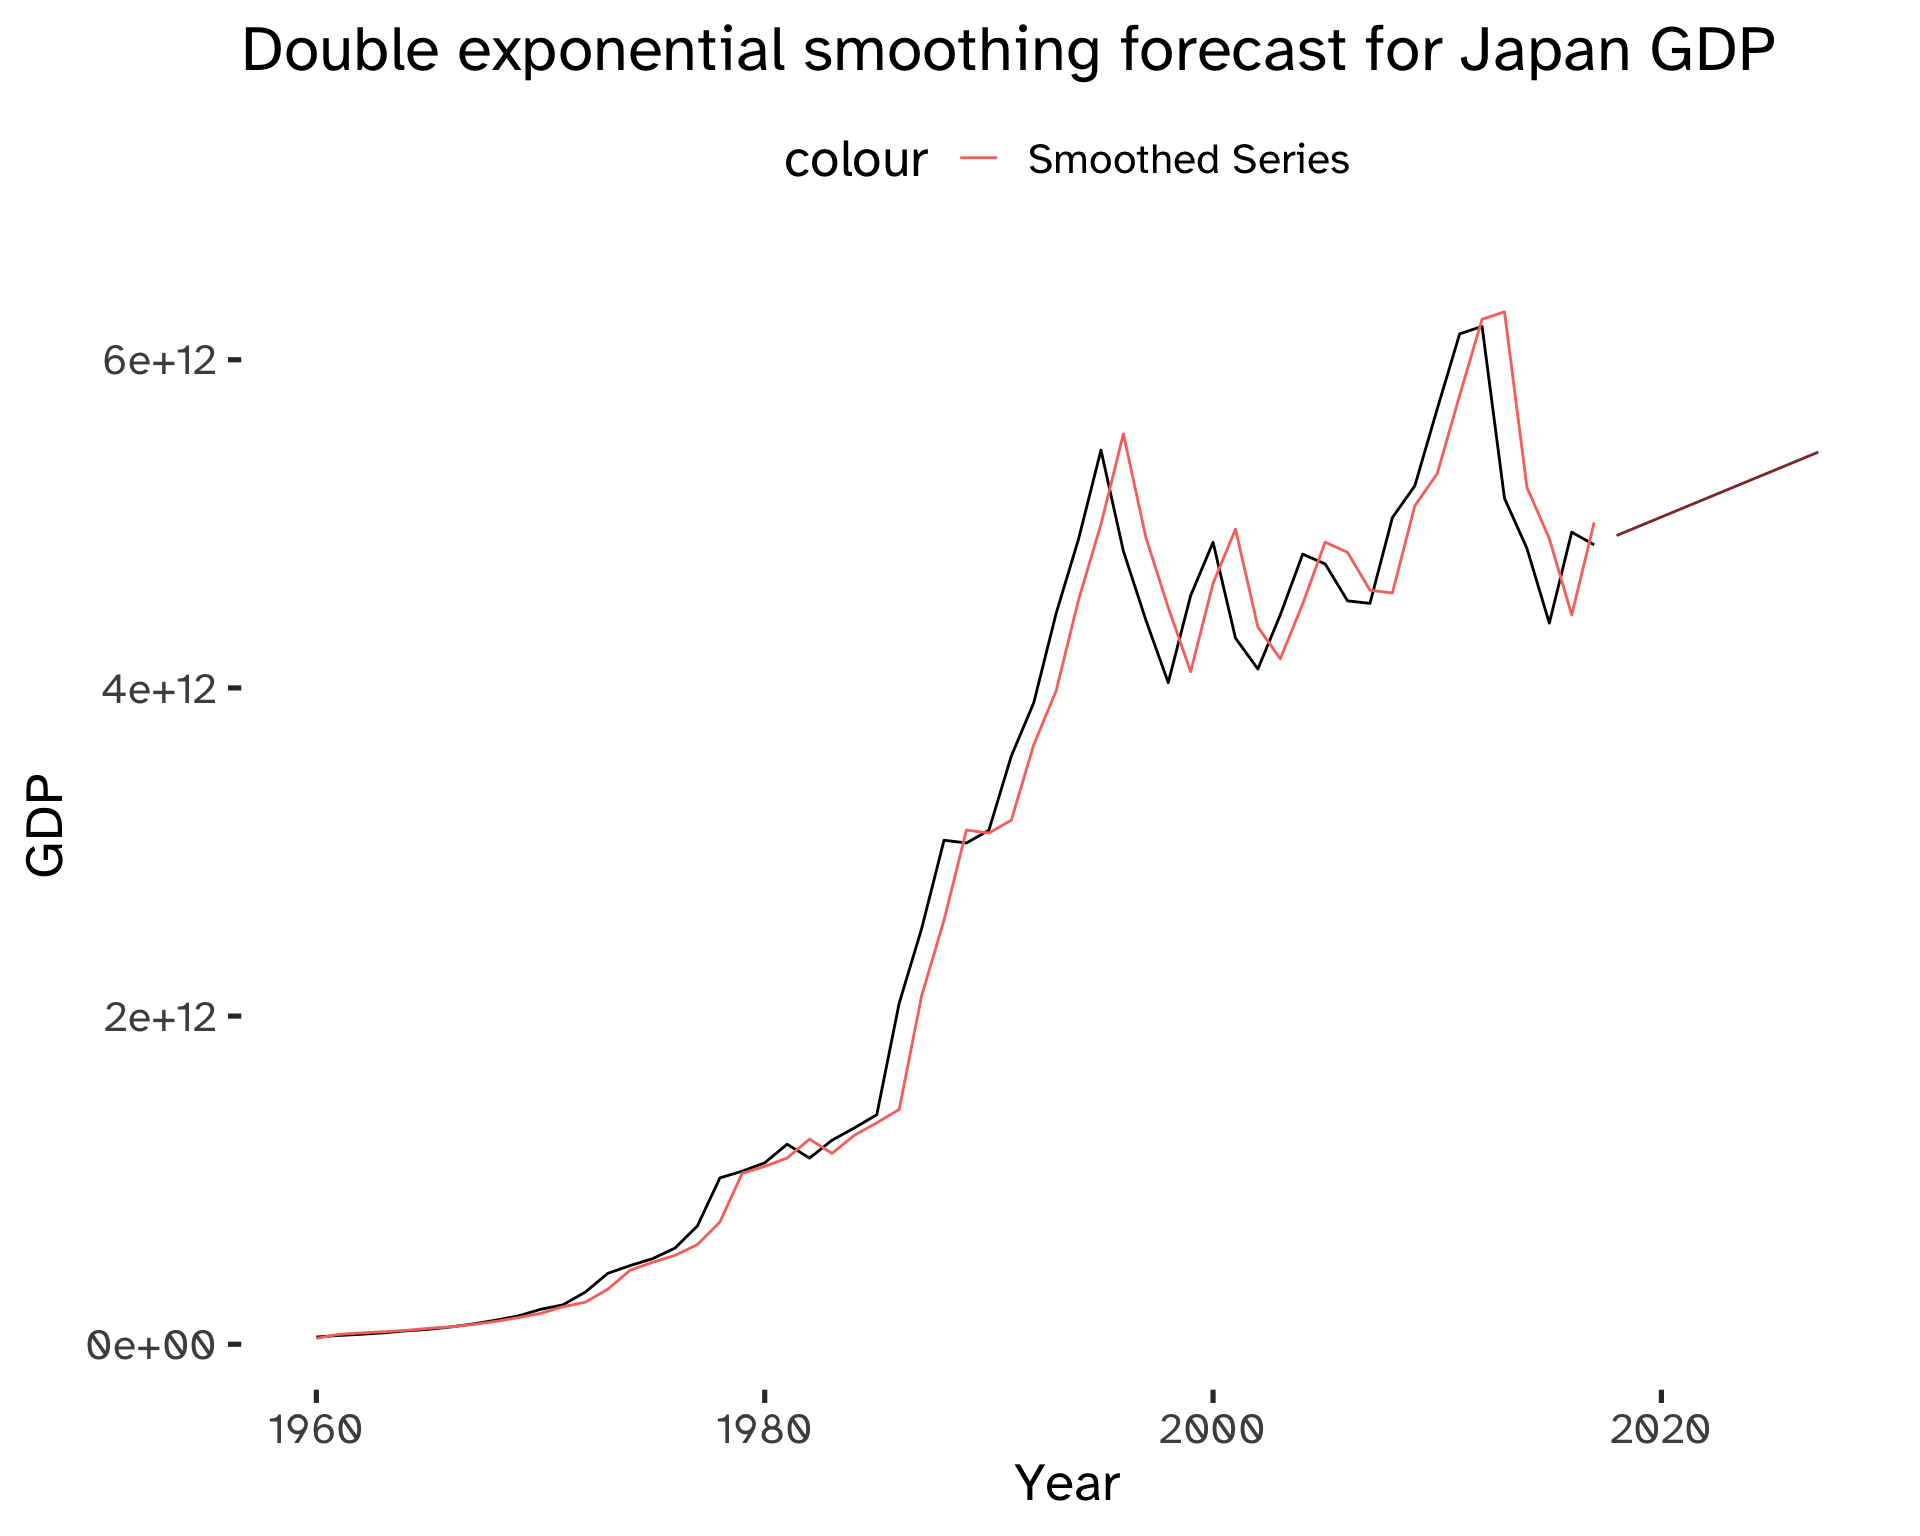 Double exponential smoothing forecast for Japan GDP
colour Smoothed Series
6e+12
4e+12
2e+12
0e+00
GDP
1960 1980 2000 2020
Year